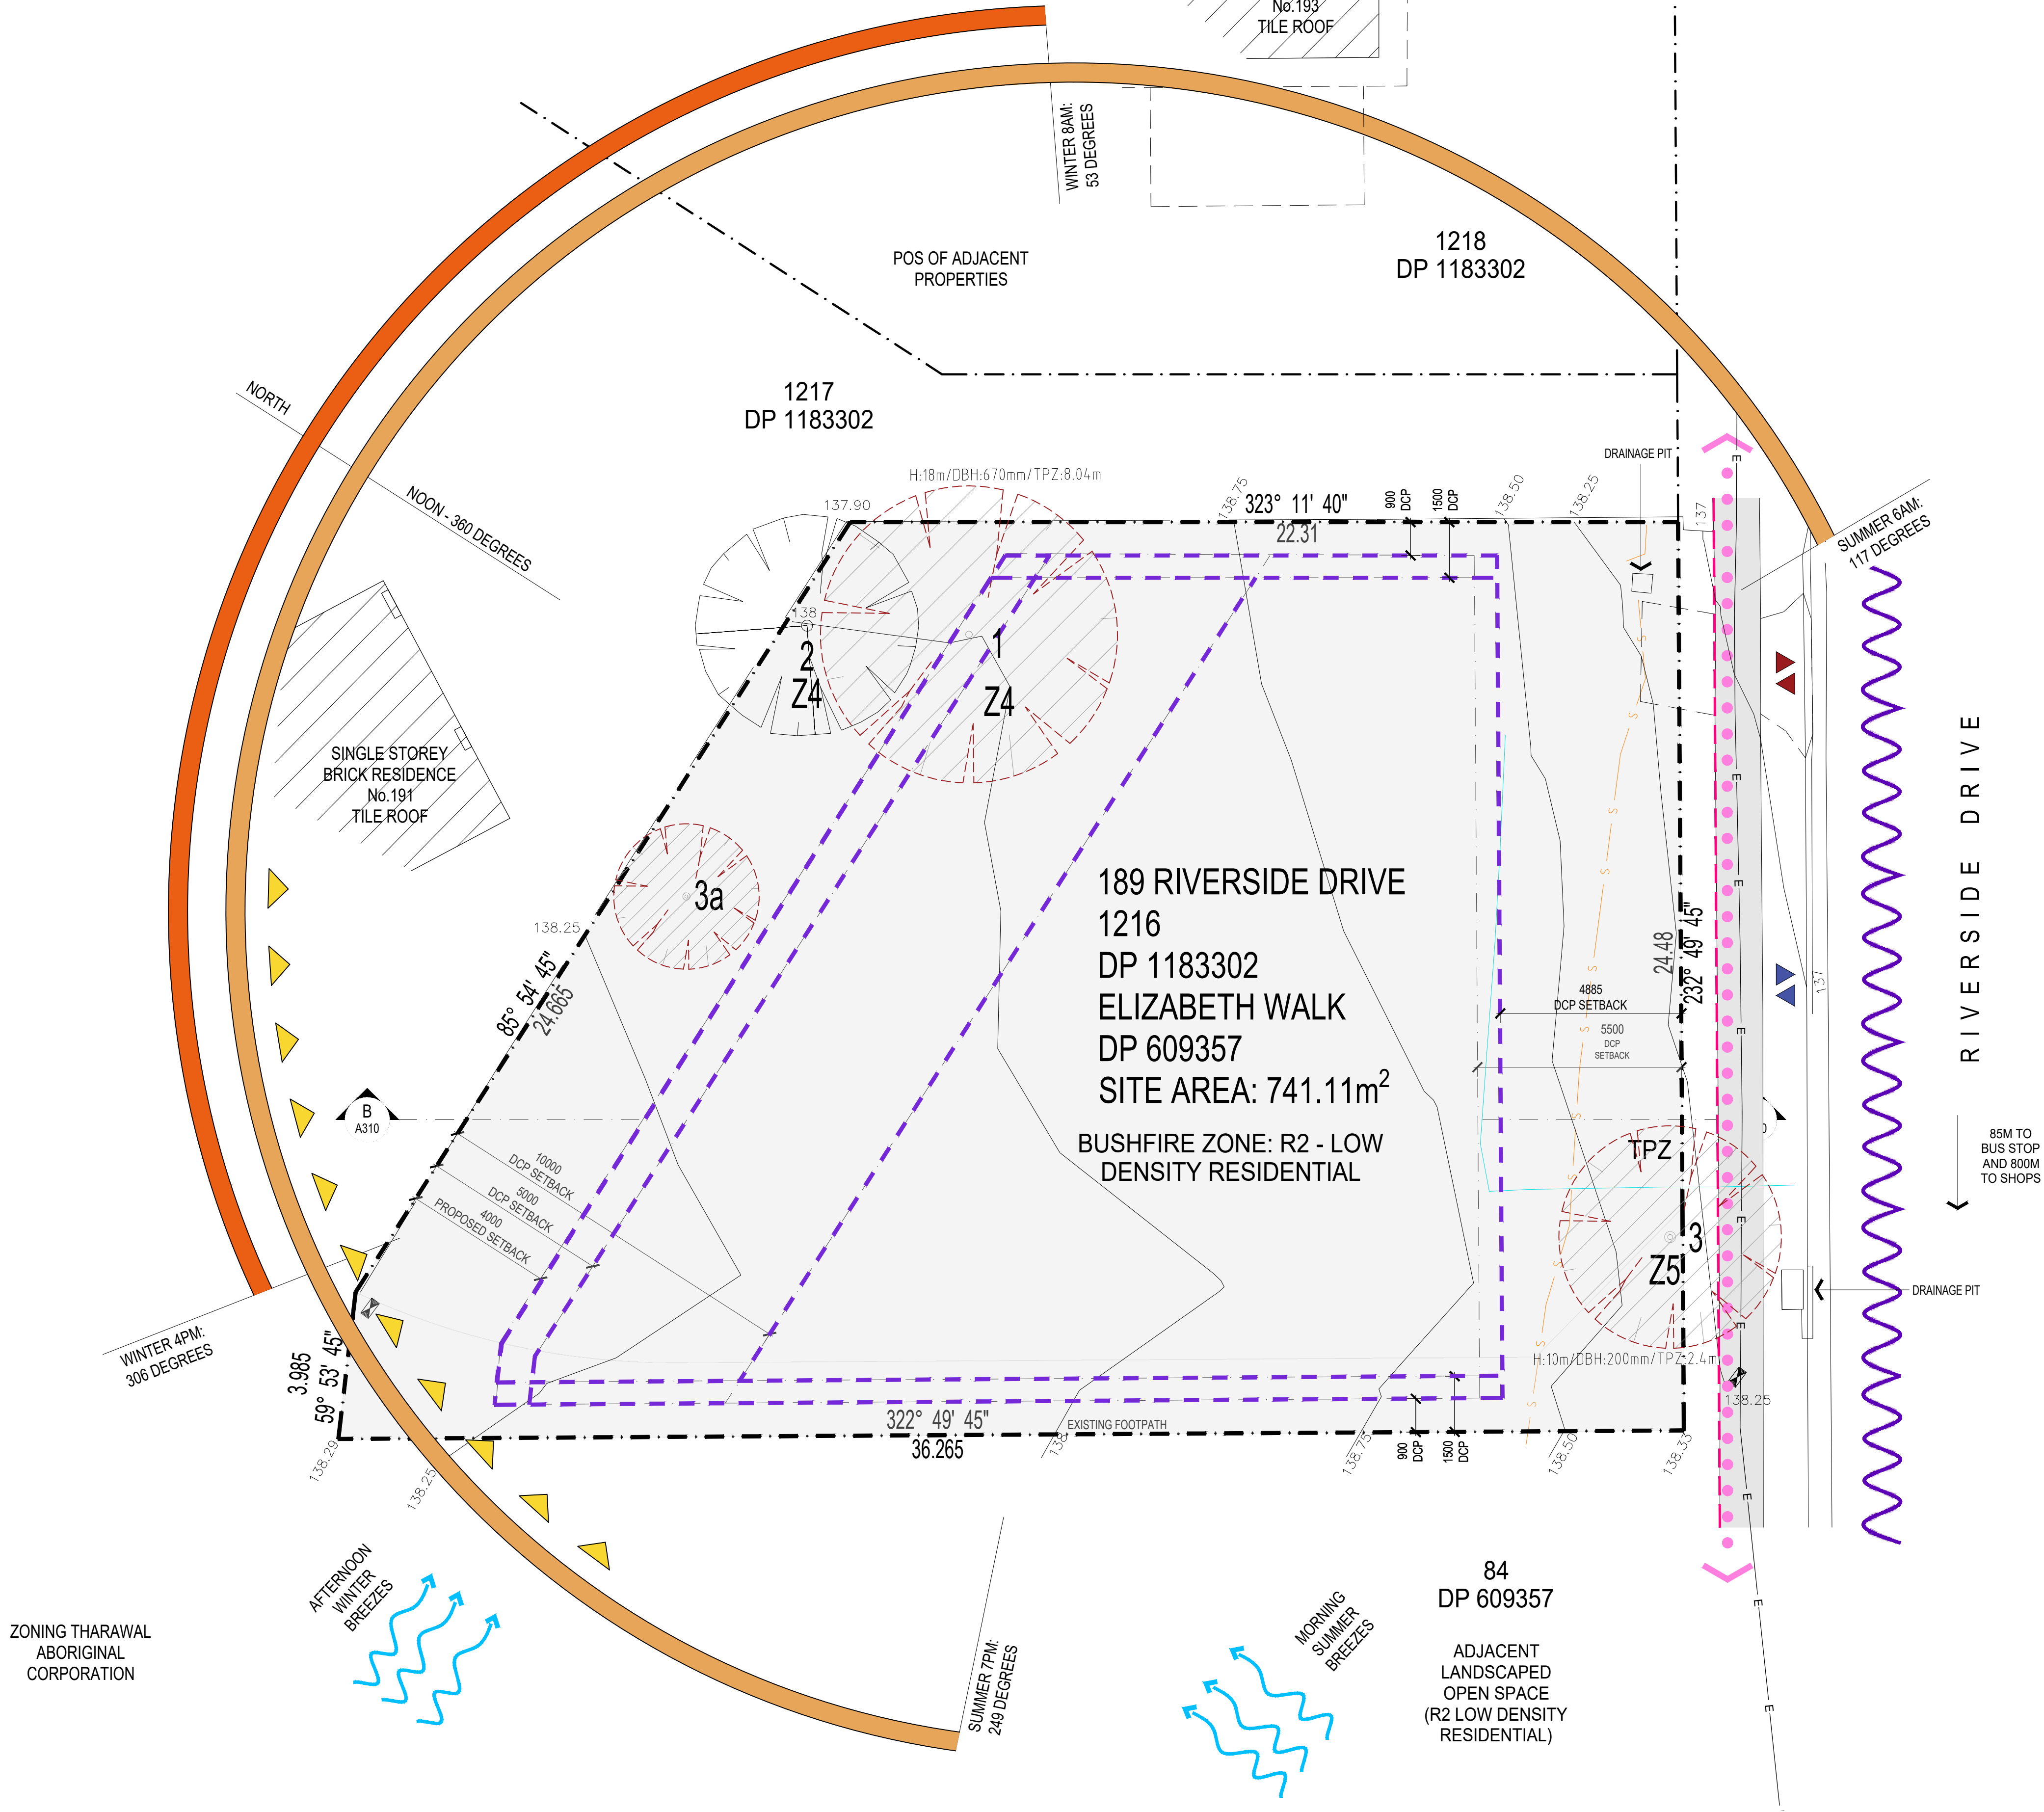 No.193
TILE ROOF
WINTER 8AM:
53 DEGREES
POS OF ADJACENT
PROPERTIES
1218
DP 1183302
NORTH
1217
DP 1183302
NOON - 360 DEGREES
H:18m/DBH:670mm/TPZ:8.04m
137.90
138.75
323° 11' 40"
22.31
900
DCP
1500
DCP
138.50
138.25
DRAINAGE PIT
137
E
SUMMER 6AM:
117 DEGREES
138
2
Z4
1
Z4
S
S
E
SINGLE STOREY
BRICK RESIDENCE
No.191
TILE ROOF
RIVERSIDE DRIVE
3a
138.25
85° 54' 45"
24.665
189 RIVERSIDE DRIVE
1216
DP 1183302
ELIZABETH WALK
DP 609357
SITE AREA: 741.11m²
BUSHFIRE ZONE: R2 - LOW
DENSITY RESIDENTIAL
S
E
24.48
232° 49' 45"
S
4885
DCP SETBACK
5500
DCP
SETBACK
137
E
S
B
A310
S
E
TPZ
85M TO
BUS STOP
AND 800M
TO SHOPS
10000
DCP SETBACK
5000
DCP SETBACK
4000
PROPOSED SETBACK
S
E
3
Z5
E
DRAINAGE PIT
S
E
WINTER 4PM:
306 DEGREES
3.985
59° 53' 45"
H:10m/DBH:200mm/TPZ:2.4m
138.25
S
322° 49' 45"
EXISTING FOOTPATH
36.265
138.29
138.25
138
138.75
900
DCP
1500
DCP
138.50
138.33
E
AFTERNOON
WINTER
BREEZES
ZONING THARAWAL
ABORIGINAL
CORPORATION
SUMMER 7PM:
249 DEGREES
MORNING
SUMMER
BREEZES
84
DP 609357
ADJACENT
LANDSCAPED
OPEN SPACE
(R2 LOW DENSITY
RESIDENTIAL)
E
E
E